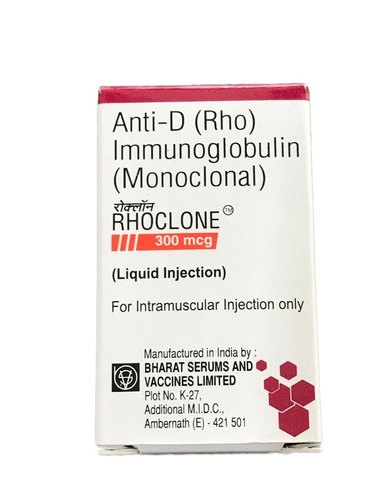 Anti-D (Rho)
Immunoglobulin
(Monoclonal)
रोक्लॉन
RHOCLONE™
300 mcg
(Liquid Injection)
For Intramuscular Injection only
Manufactured in India by :
BHARAT SERUMS AND
VACCINES LIMITED
Plot No. K-27,
Additional M.I.D.C.,
Ambernath (E) - 421 501